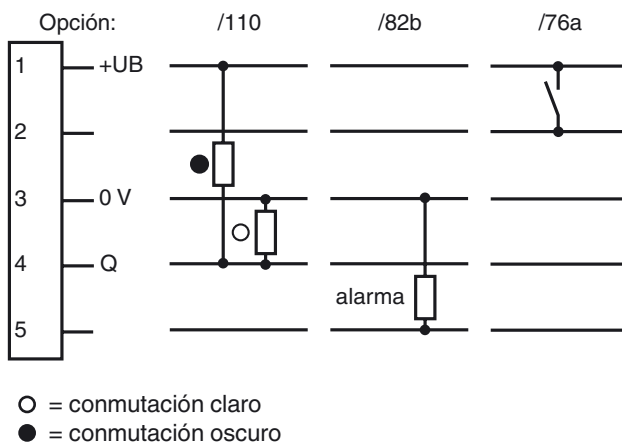 Opción: /110 /82b /76a
1 +UB
2
3 0 V
4 Q
alarma
5
= conmutación claro
= conmutación oscuro